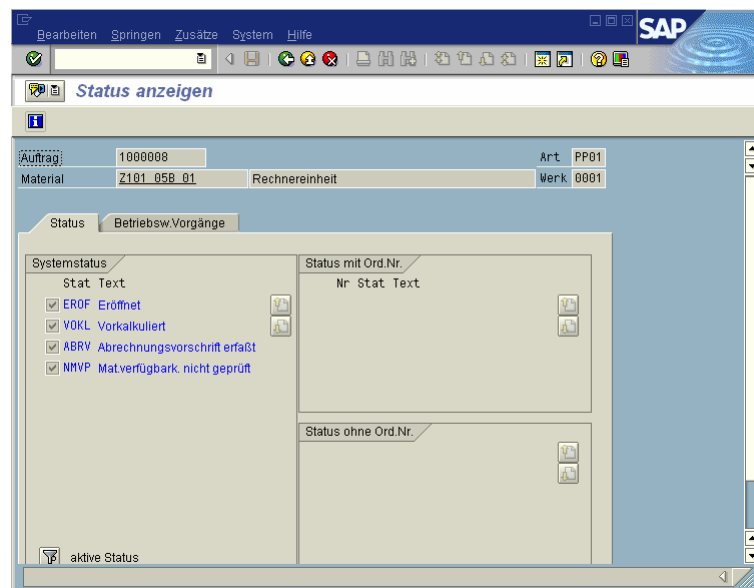 Bearbeiten Springen Zusätze System Hilfe
SAP
Status anzeigen
Auftrag 1000008 Art PP01
Material Z101 05B 01 Rechnereinheit Werk 0001
Status Betriebsw.Vorgänge
Systemstatus
Stat Text
EROF Eröffnet
VOKL Vorkalkuliert
ABRV Abrechnungsvorschrift erfaßt
NMVP Mat.verfügbark. nicht geprüft
aktive Status
Status mit Ord.Nr.
Nr Stat Text
Status ohne Ord.Nr.